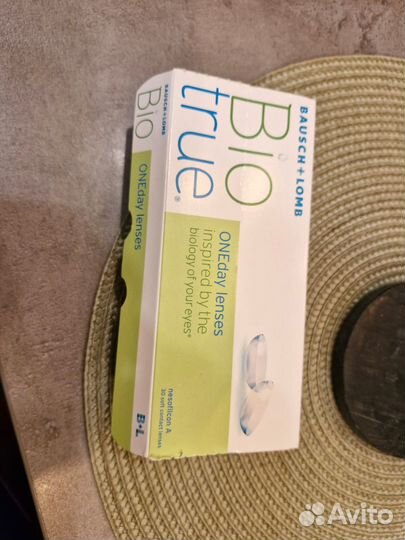 BAUSCH + LOMB
Bio
true®
ONEday lenses
inspired by the
biology of your eyes*
nesofilcon A
30 soft contact lenses
BAUSCH + LOMB
Bio
ONEday lenses
B+L
Avito